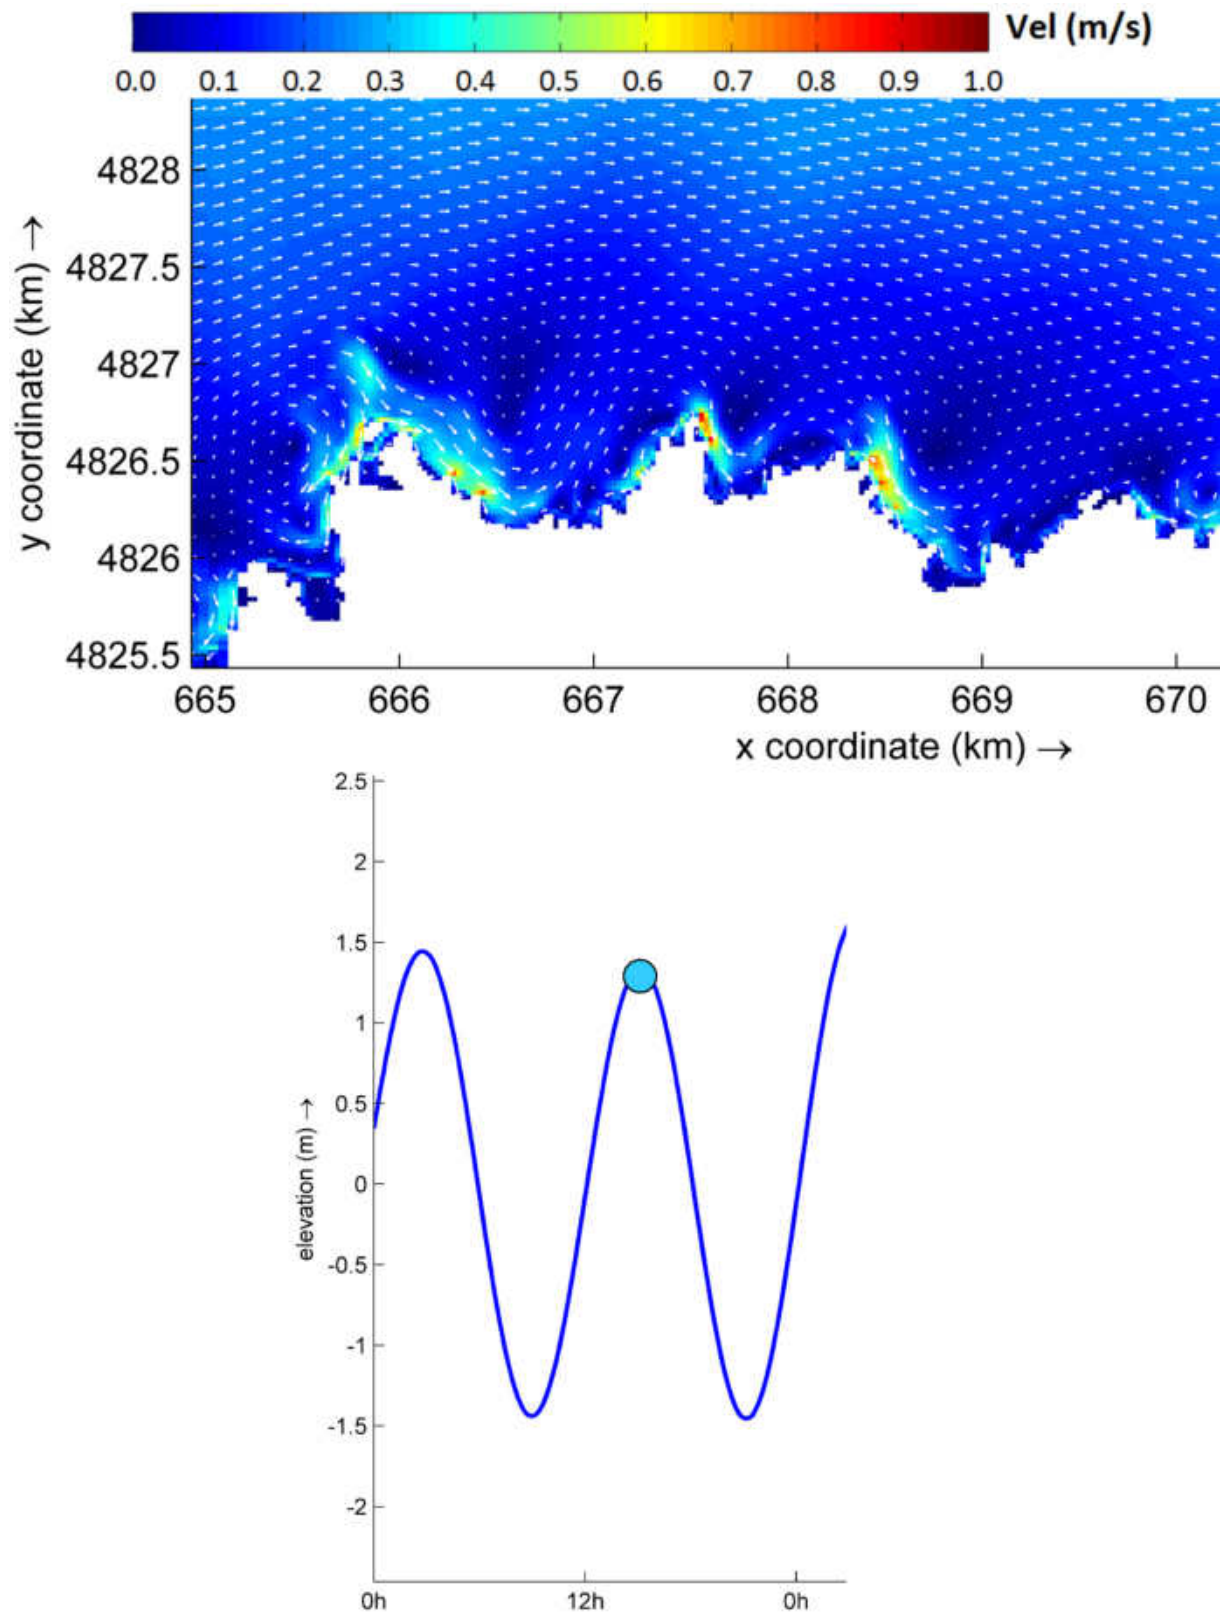 Vel (m/s)
0.0 0.1 0.2 0.3 0.4 0.5 0.6 0.7 0.8 0.9 1.0
y coordinate (km) →
4828
4827.5
4827
4826.5
4826
4825.5
665 666 667 668 669 670
x coordinate (km) →
elevation (m) →
2.5
2
1.5
1
0.5
0
-0.5
-1
-1.5
-2
0h 12h 0h